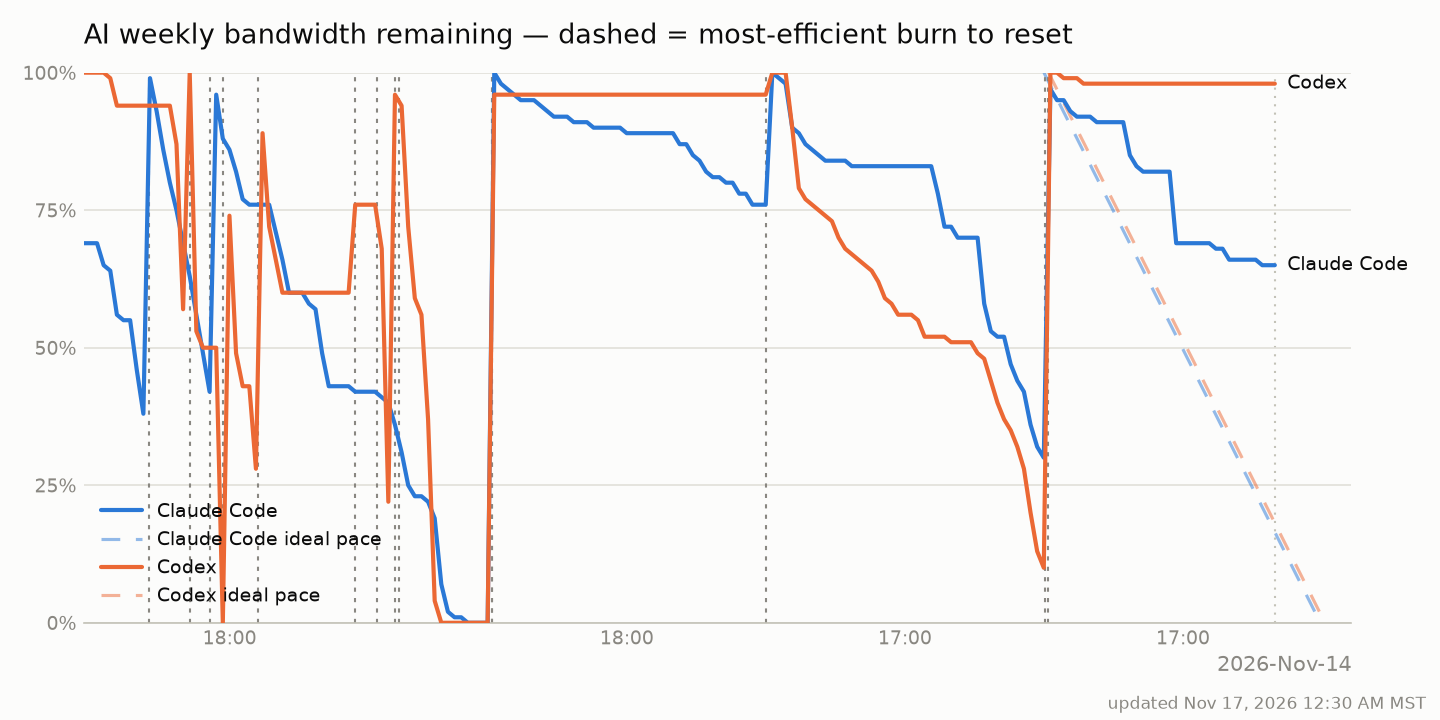 AI weekly bandwidth remaining — dashed = most-efficient burn to reset
100%
75%
50%
25%
0%
Codex
Claude Code
Claude Code
Claude Code ideal pace
Codex
Codex ideal pace
18:00
18:00
17:00
17:00
2026-Nov-14
updated Nov 17, 2026 12:30 AM MST